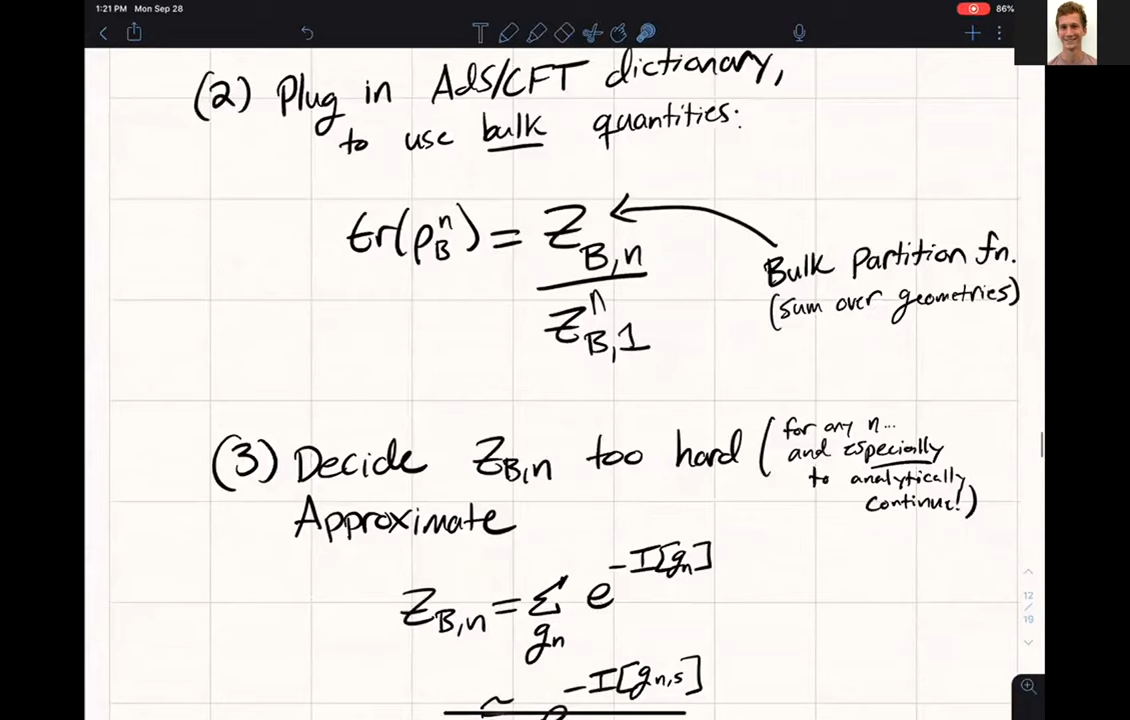 1:21 PM Mon Sep 28
86%
(2) Plug in AdS/CFT dictionary,
to use bulk quantities:
tr(ρ_B^n) = Z_{B,n}
Z_{B,1}^n
Bulk Partition fn.
(sum over geometries)
(3) Decide Z_{B,n} too hard (for any n...
and especially
to analytically
continue!)
Approximate
Z_{B,n} = Σ_{g_n} e^{-I[g_n]}
≈ e^{-I[g_{n,s}]}
12
/
19